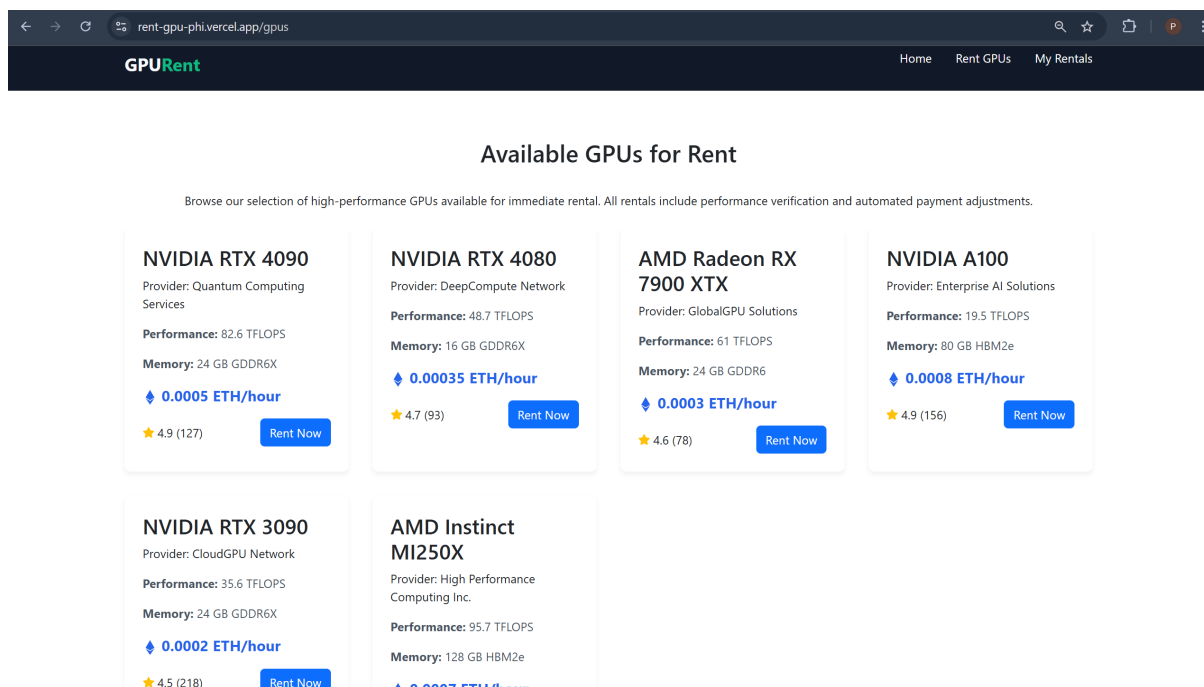 rent-gpu-phi.vercel.app/gpus
P
GPURent
Home Rent GPUs My Rentals
Available GPUs for Rent
Browse our selection of high-performance GPUs available for immediate rental. All rentals include performance verification and automated payment adjustments.
NVIDIA RTX 4090
Provider: Quantum Computing
Services
Performance: 82.6 TFLOPS
Memory: 24 GB GDDR6X
0.0005 ETH/hour
4.9 (127)
Rent Now
NVIDIA RTX 4080
Provider: DeepCompute Network
Performance: 48.7 TFLOPS
Memory: 16 GB GDDR6X
0.00035 ETH/hour
4.7 (93)
Rent Now
AMD Radeon RX
7900 XTX
Provider: GlobalGPU Solutions
Performance: 61 TFLOPS
Memory: 24 GB GDDR6
0.0003 ETH/hour
4.6 (78)
Rent Now
NVIDIA A100
Provider: Enterprise AI Solutions
Performance: 19.5 TFLOPS
Memory: 80 GB HBM2e
0.0008 ETH/hour
4.9 (156)
Rent Now
NVIDIA RTX 3090
Provider: CloudGPU Network
Performance: 35.6 TFLOPS
Memory: 24 GB GDDR6X
0.0002 ETH/hour
4.5 (218)
Rent Now
AMD Instinct
MI250X
Provider: High Performance
Computing Inc.
Performance: 95.7 TFLOPS
Memory: 128 GB HBM2e
0.0007 ETH/hour